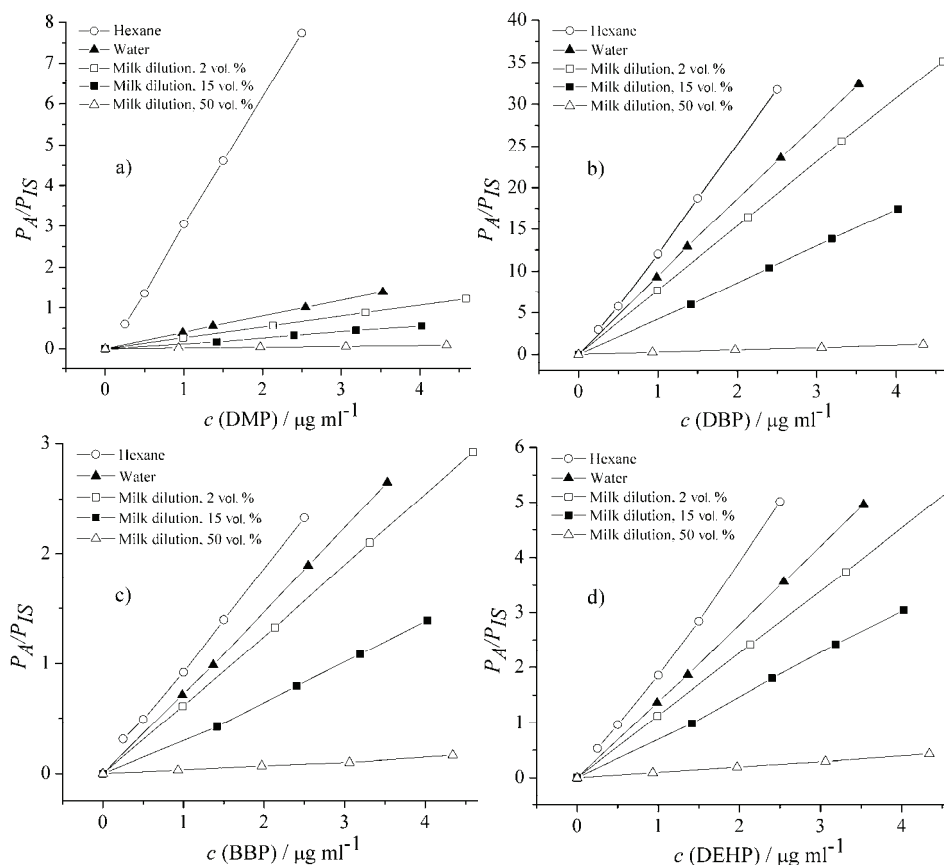 8
7
6
5
4
3
2
1
0
P_A/P_IS
Hexane
Water
Milk dilution, 2 vol. %
Milk dilution, 15 vol. %
Milk dilution, 50 vol. %
a)
0 1 2 3 4
c (DMP) / µg ml⁻¹
35
30
25
20
15
10
5
0
P_A/P_IS
Hexane
Water
Milk dilution, 2 vol. %
Milk dilution, 15 vol. %
Milk dilution, 50 vol. %
b)
0 1 2 3 4
c (DBP) / µg ml⁻¹
3
2
1
0
P_A/P_IS
Hexane
Water
Milk dilution, 2 vol. %
Milk dilution, 15 vol. %
Milk dilution, 50 vol. %
c)
0 1 2 3 4
c (BBP) / µg ml⁻¹
6
5
4
3
2
1
0
P_A/P_IS
Hexane
Water
Milk dilution, 2 vol. %
Milk dilution, 15 vol. %
Milk dilution, 50 vol. %
d)
0 1 2 3 4
c (DEHP) / µg ml⁻¹